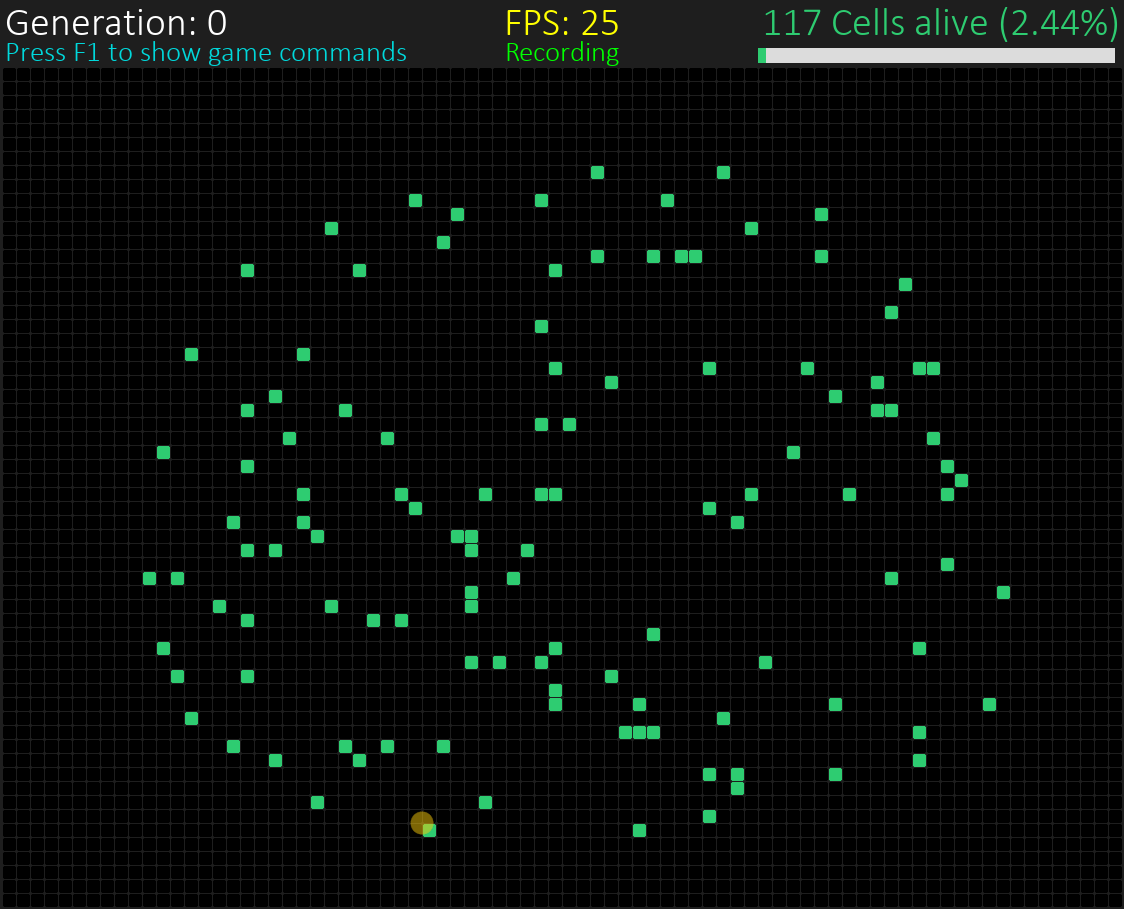 Generation: 0
FPS: 25
117 Cells alive (2.44%)
Press F1 to show game commands
Recording